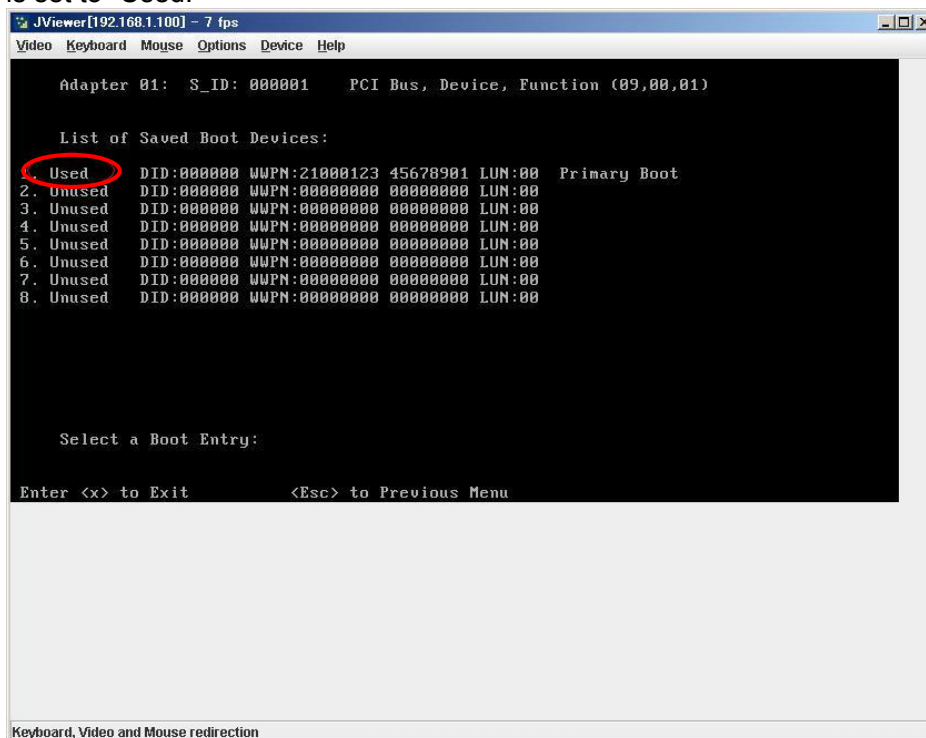 JViewer[192.168.1.100] – 7 fps
Video Keyboard Mouse Options Device Help
Adapter 01: S_ID: 000001 PCI Bus, Device, Function (09,00,01)
List of Saved Boot Devices:
1. Used DID:000000 WWPN:21000123 45678901 LUN:00 Primary Boot
2. Unused DID:000000 WWPN:00000000 00000000 LUN:00
3. Unused DID:000000 WWPN:00000000 00000000 LUN:00
4. Unused DID:000000 WWPN:00000000 00000000 LUN:00
5. Unused DID:000000 WWPN:00000000 00000000 LUN:00
6. Unused DID:000000 WWPN:00000000 00000000 LUN:00
7. Unused DID:000000 WWPN:00000000 00000000 LUN:00
8. Unused DID:000000 WWPN:00000000 00000000 LUN:00
Select a Boot Entry:
Enter <x> to Exit <Esc> to Previous Menu
Keyboard, Video and Mouse redirection